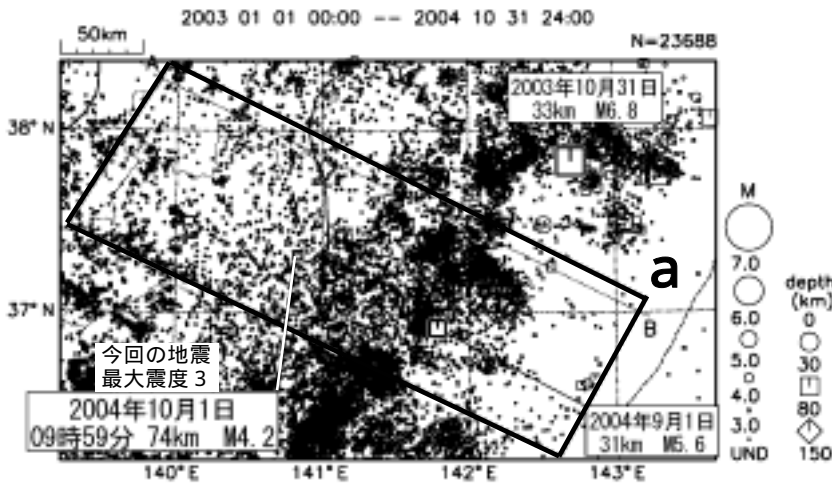 2003 01 01 00:00 -- 2004 10 31 24:00
50km
N=23688
A
2003年10月31日
33km M6.8
38°N
M
7.0
a
depth
(km)
37°N
B
6.0
0
5.0
30
今回の地震
最大震度3
4.0
80
2004年10月1日
09時59分 74km M4.2
2004年9月1日
31km M5.6
3.0
UND
150
140°E
141°E
142°E
143°E